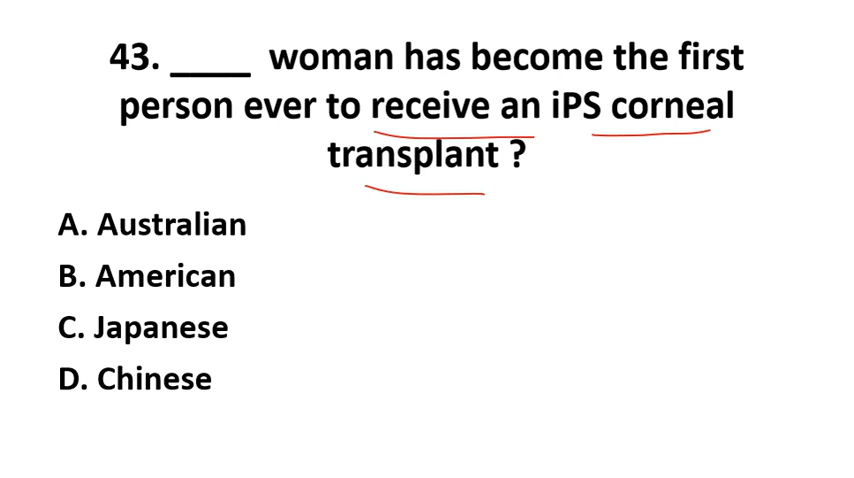 43. ____ woman has become the first
person ever to receive an iPS corneal
transplant ?
A. Australian
B. American
C. Japanese
D. Chinese